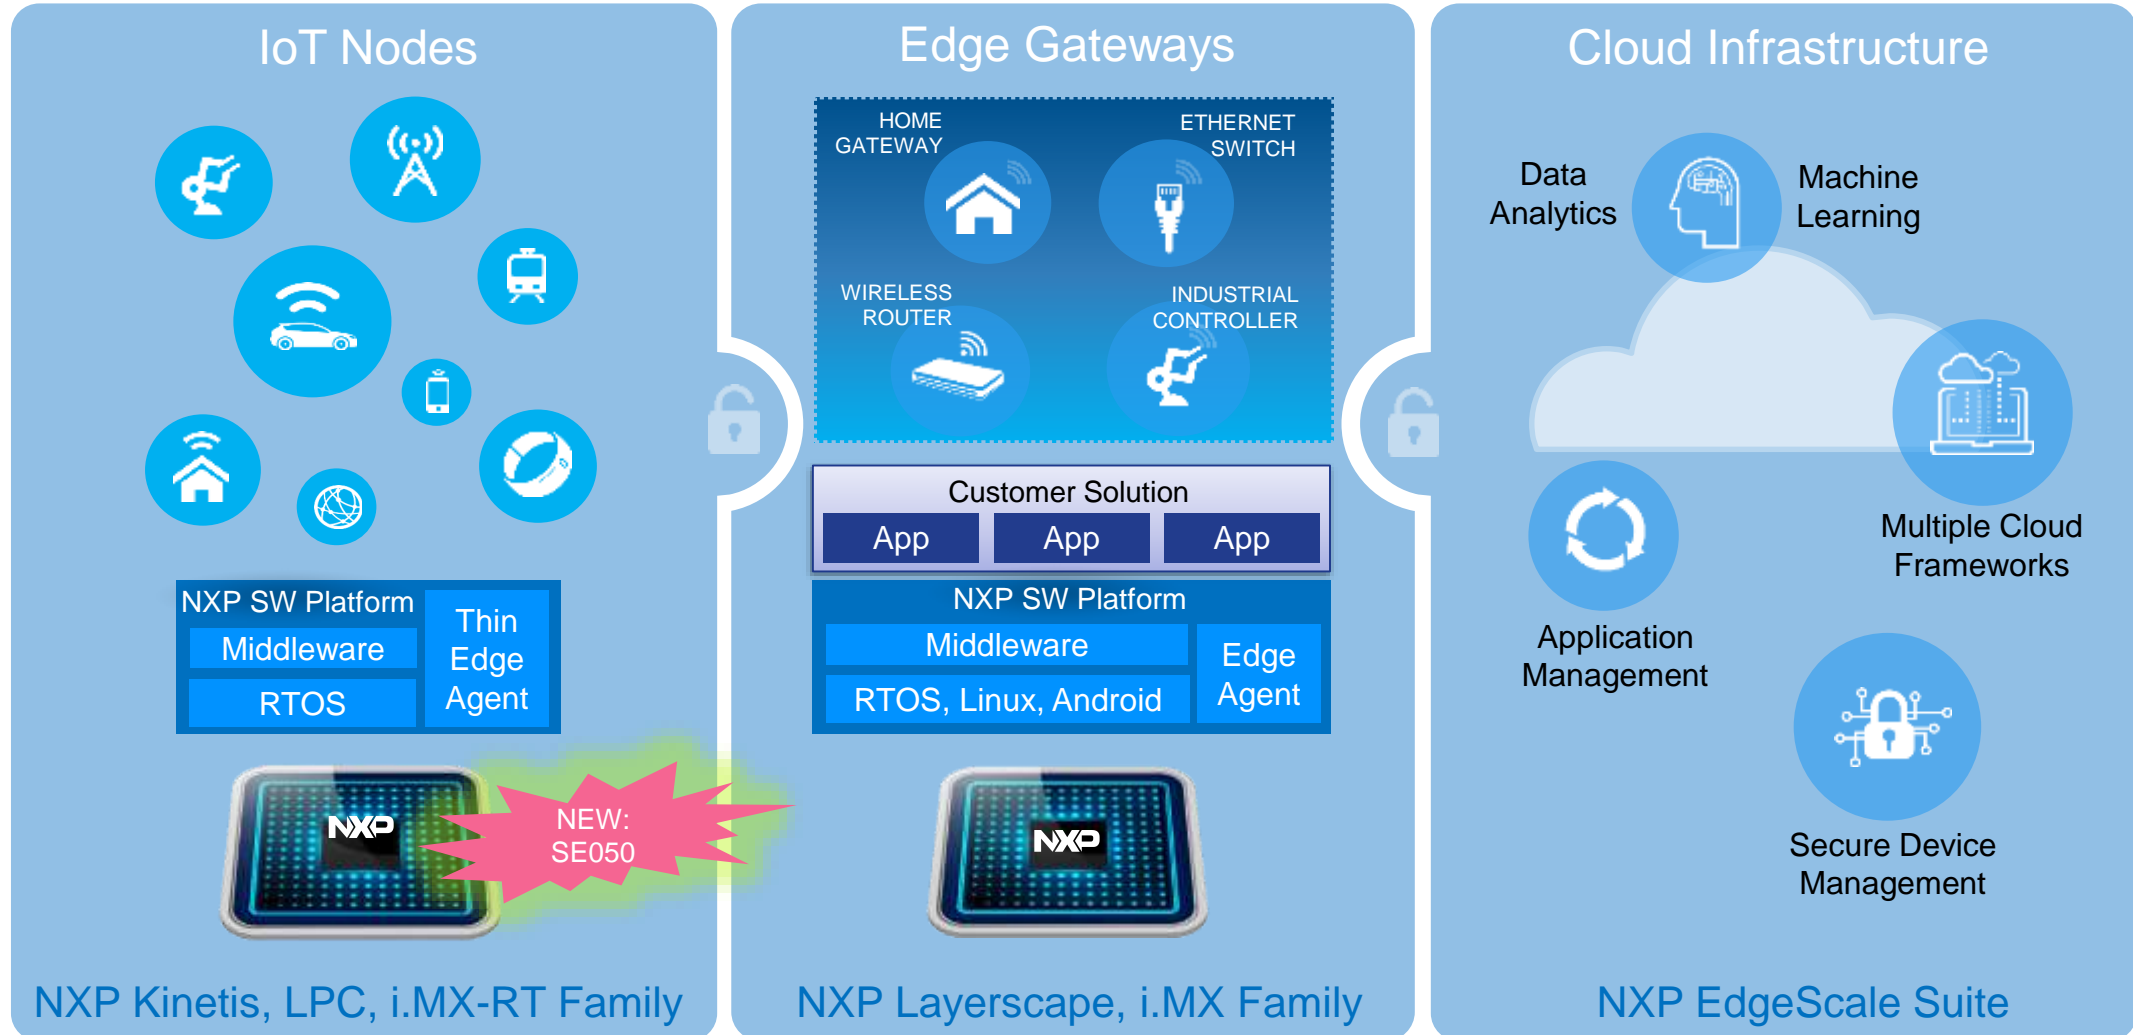 IoT Nodes
NXP SW Platform
Middleware
RTOS
Thin
Edge
Agent
NXP
NEW:
SE050
NXP Kinetis, LPC, i.MX-RT Family
Edge Gateways
HOME
GATEWAY
ETHERNET
SWITCH
WIRELESS
ROUTER
INDUSTRIAL
CONTROLLER
Customer Solution
App
App
App
NXP SW Platform
Middleware
RTOS, Linux, Android
Edge
Agent
NXP
NXP Layerscape, i.MX Family
Cloud Infrastructure
Data
Analytics
Machine
Learning
Multiple Cloud
Frameworks
Application
Management
Secure Device
Management
NXP EdgeScale Suite